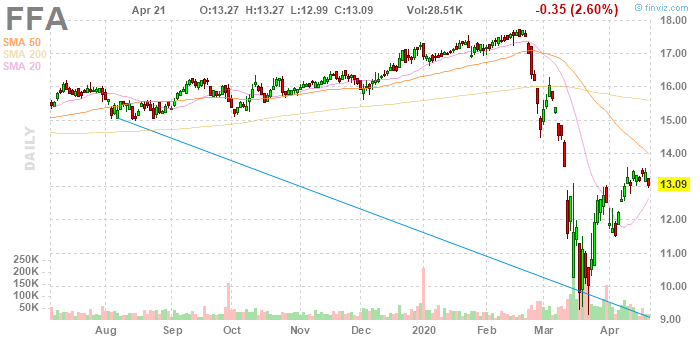 FFA Apr 21 O:13.27 H:13.27 L:12.99 C:13.09 Vol:28.51K -0.35 (2.60%)
© finviz.com
SMA 50
SMA 200
SMA 20
DAILY
18.00
17.00
16.00
15.00
14.00
13.09
12.00
11.00
10.00
9.00
250K
200K
150K
100K
50K
Aug Sep Oct Nov Dec 2020 Feb Mar Apr